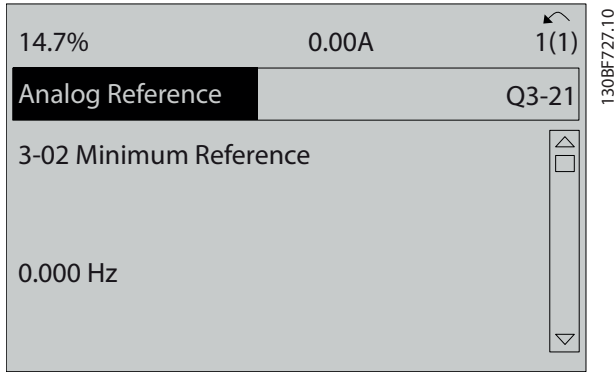 14.7% 0.00A 1(1)
Analog Reference Q3-21
3-02 Minimum Reference
0.000 Hz
130BF727.10